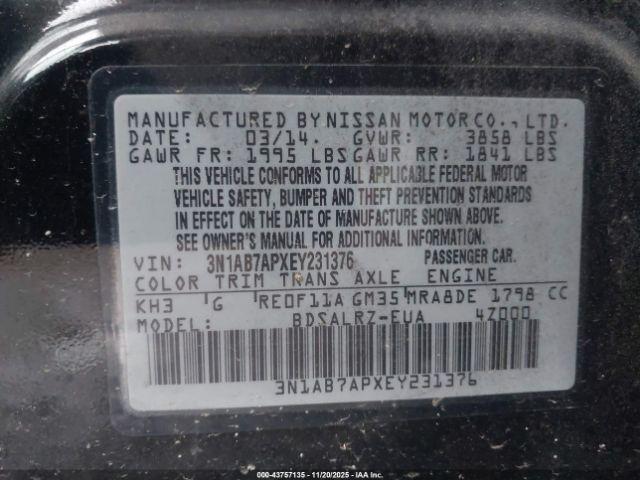 MANUFACTURED BY NISSAN MOTOR CO., LTD.
DATE: 03/14. GVWR: 3858 LBS
GAWR FR: 1995 LBS GAWR RR: 1841 LBS
THIS VEHICLE CONFORMS TO ALL APPLICABLE FEDERAL MOTOR
VEHICLE SAFETY, BUMPER AND THEFT PREVENTION STANDARDS
IN EFFECT ON THE DATE OF MANUFACTURE SHOWN ABOVE.
SEE OWNER'S MANUAL FOR ADDITIONAL INFORMATION.
VIN: 3N1AB7APXEY231376 PASSENGER CAR.
COLOR TRIM TRANS AXLE ENGINE
KH3 G RE0F11A GM35 MRA8DE 1798 CC
MODEL: BDSALRZ-EUA 4Z000
3N1AB7APXEY231376
000-43757135 - 11/20/2025 - IAAI.COM